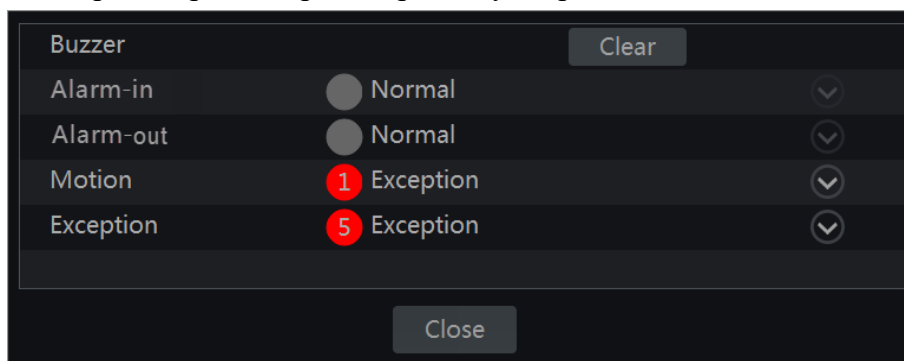 Buzzer Clear
Alarm-in Normal
Alarm-out Normal
Motion 1 Exception
Exception 5 Exception
Close